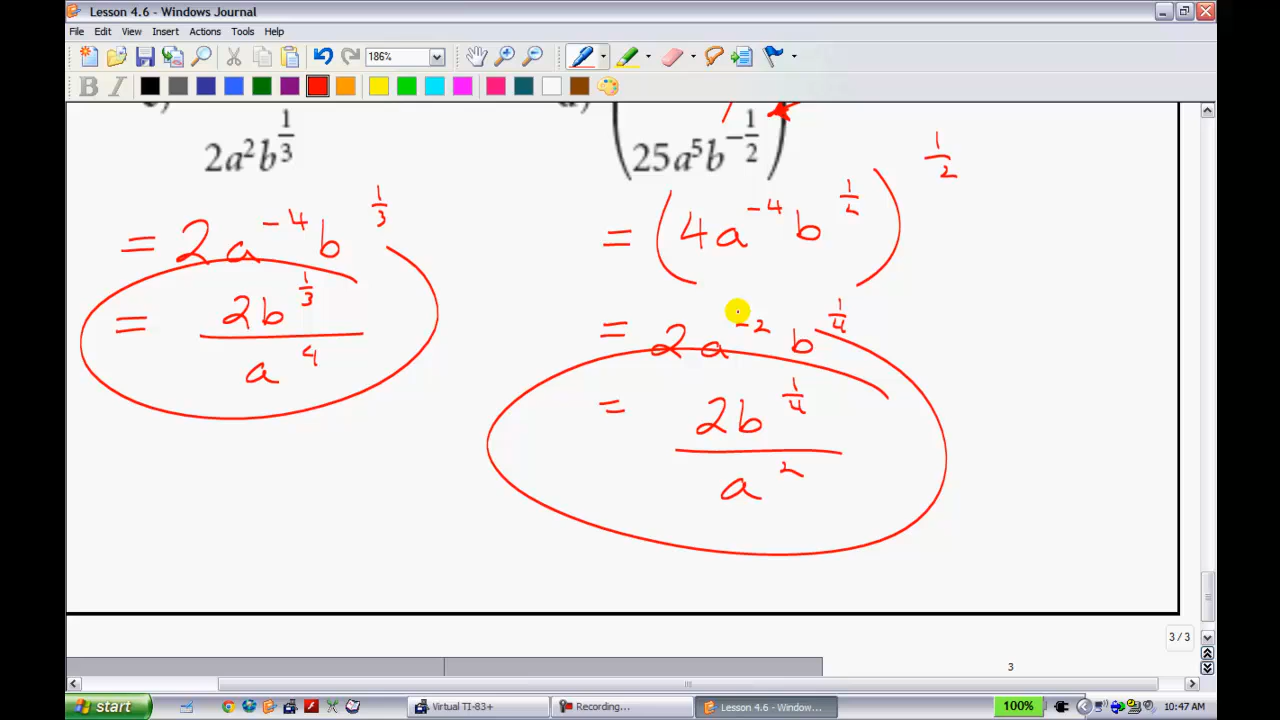 Lesson 4.6 - Windows Journal
File Edit View Insert Actions Tools Help
186%
B I
2a²b^(1/3)
25a⁵b^(-1/2)
= 2a^(-4) b^(1/3)
= 2b^(1/3) / a^4
= (4a^(-4) b^(1/2))^(1/2)
= 2a^(-2) b^(1/4)
= 2b^(1/4) / a^2
3 / 3
3
start
Virtual TI-83+
Recording...
Lesson 4.6 - Window...
100%
10:47 AM